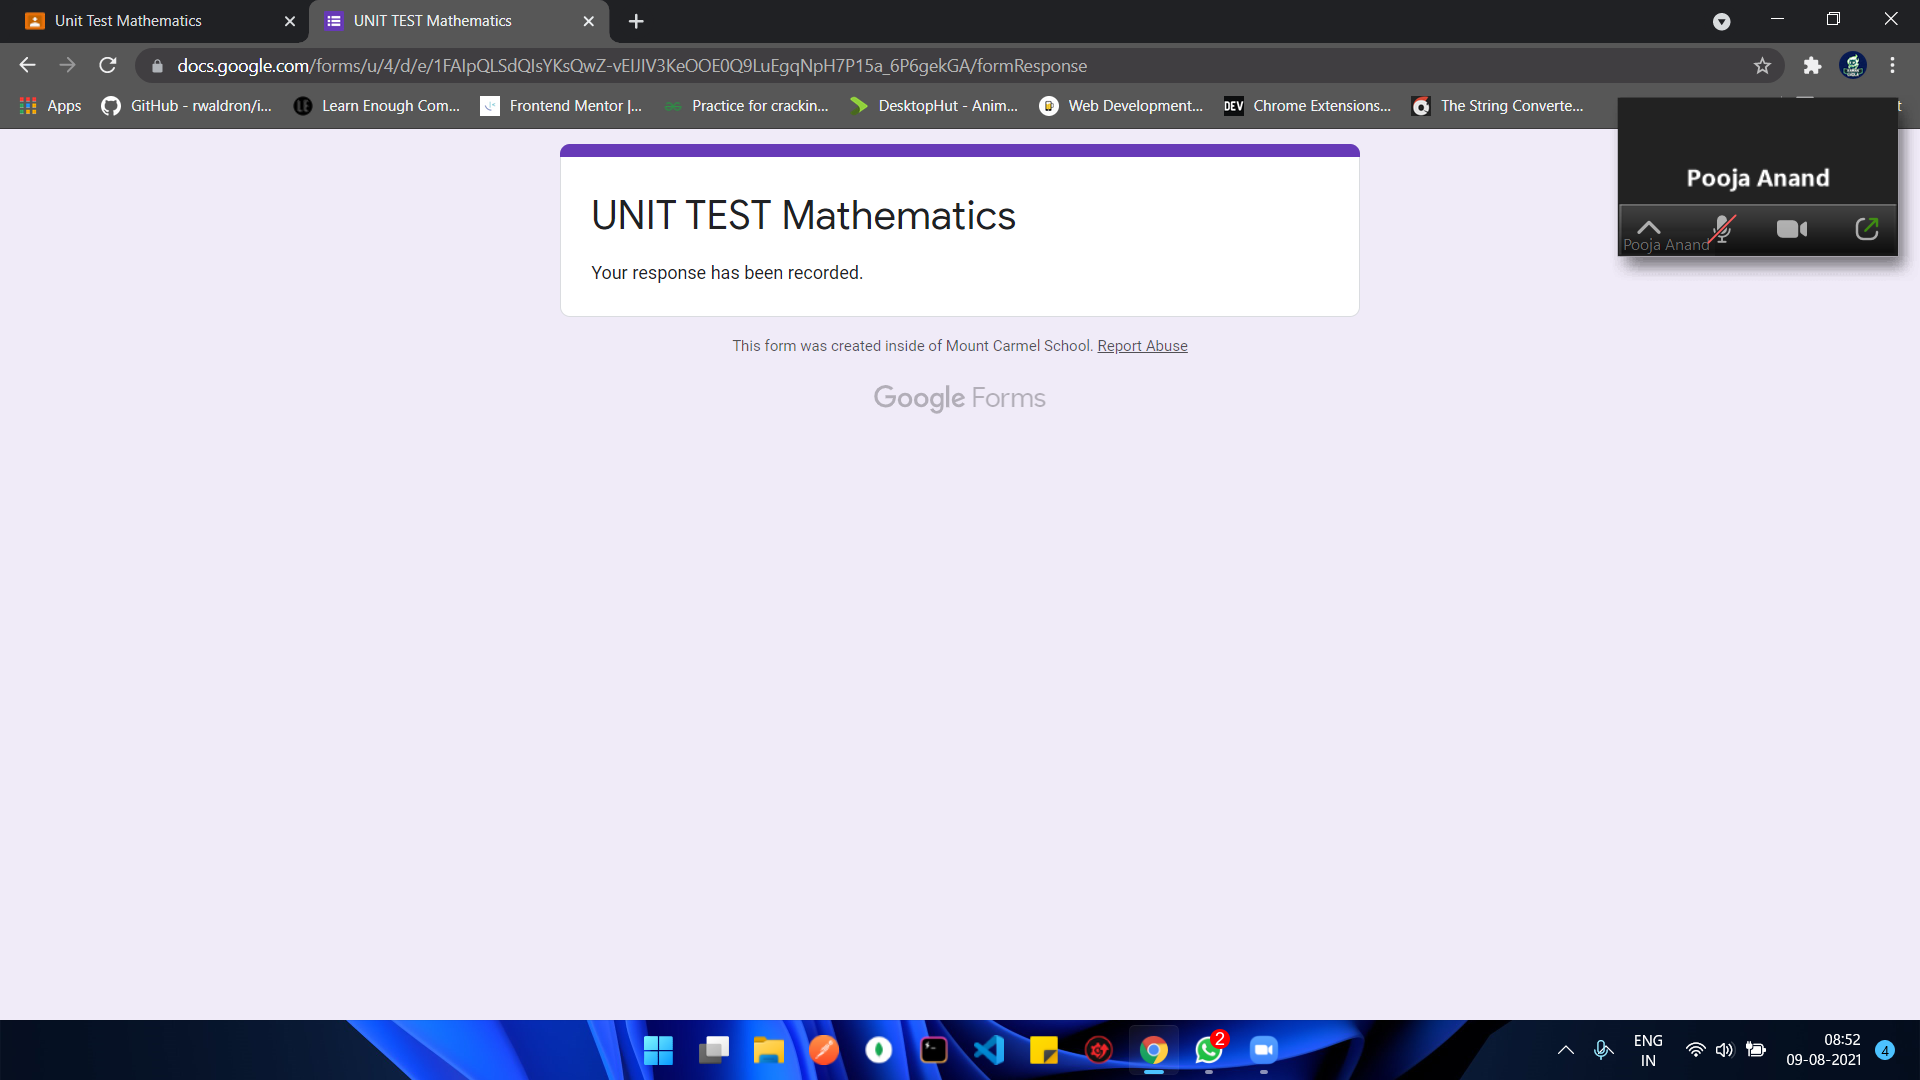 Unit Test Mathematics
UNIT TEST Mathematics
docs.google.com/forms/u/4/d/e/1FAIpQLSdQIsYKsQwZ-vEIJIV3KeOOE0Q9LuEgqNpH7P15a_6P6gekGA/formResponse
Apps
GitHub - rwaldron/i...
Learn Enough Com...
Frontend Mentor |...
Practice for crackin...
DesktopHut - Anim...
Web Development...
DEV
Chrome Extensions...
The String Converte...
Pooja Anand
Pooja Anand
UNIT TEST Mathematics
Your response has been recorded.
This form was created inside of Mount Carmel School. Report Abuse
Google Forms
2
ENG
IN
08:52
09-08-2021
4